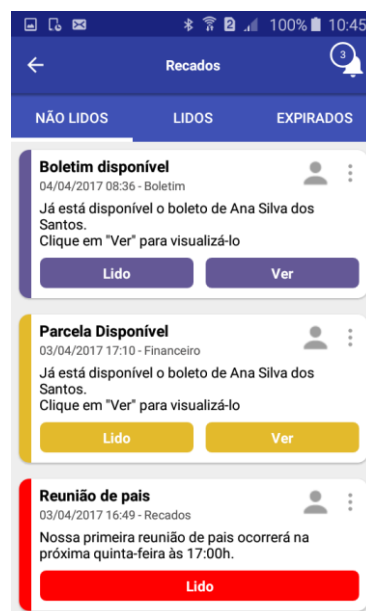 2 100% 10:45
Recados 3
NÃO LIDOS LIDOS EXPIRADOS
Boletim disponível
04/04/2017 08:36 - Boletim
Já está disponível o boleto de Ana Silva dos
Santos.
Clique em "Ver" para visualizá-lo
Lido Ver
Parcela Disponível
03/04/2017 17:10 - Financeiro
Já está disponível o boleto de Ana Silva dos
Santos.
Clique em "Ver" para visualizá-lo
Lido Ver
Reunião de pais
03/04/2017 16:49 - Recados
Nossa primeira reunião de pais ocorrerá na
próxima quinta-feira às 17:00h.
Lido